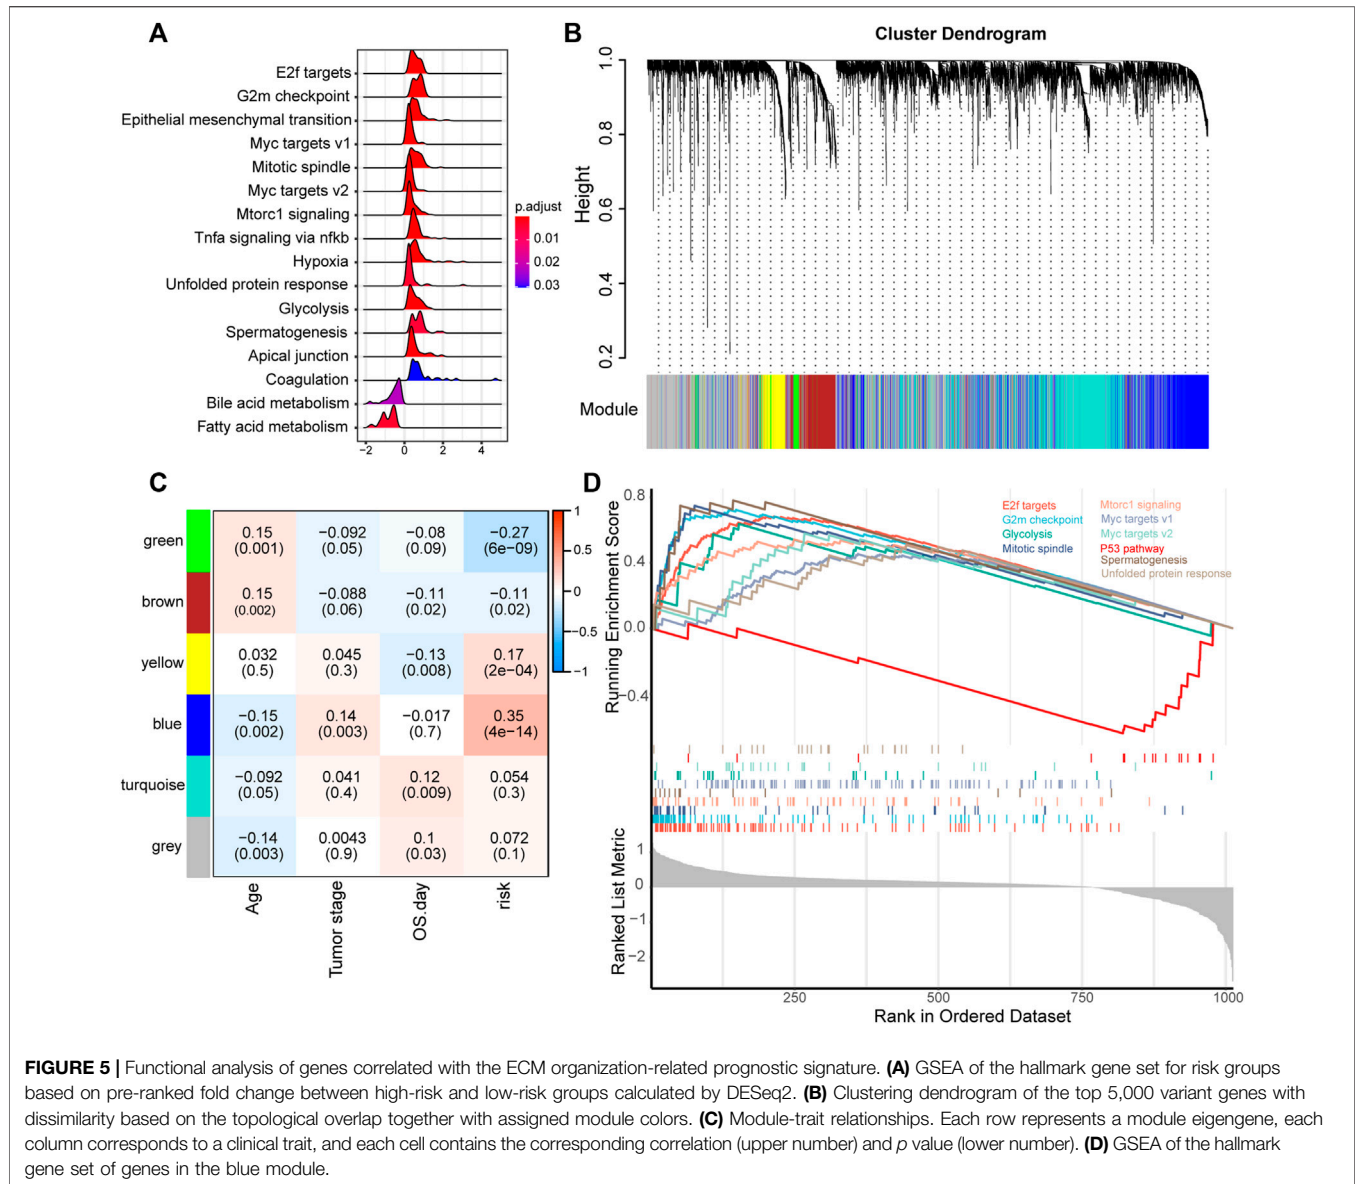 A
E2f targets
G2m checkpoint
Epithelial mesenchymal transition
Myc targets v1
Mitotic spindle
Myc targets v2
Mtorc1 signaling
Tnfa signaling via nfkb
Hypoxia
Unfolded protein response
Glycolysis
Spermatogenesis
Apical junction
Coagulation
Bile acid metabolism
Fatty acid metabolism
−2 0 2 4
p.adjust
0.01
0.02
0.03
B
Cluster Dendrogram
Height
1.0
0.8
0.6
0.4
0.2
Module
C
green 0.15 −0.092 −0.08 −0.27
(0.001) (0.05) (0.09) (6e−09)
brown 0.15 −0.088 −0.11 −0.11
(0.002) (0.06) (0.02) (0.02)
yellow 0.032 0.045 −0.13 0.17
(0.5) (0.3) (0.008) (2e−04)
blue −0.15 0.14 −0.017 0.35
(0.002) (0.003) (0.7) (4e−14)
turquoise −0.092 0.041 0.12 0.054
(0.05) (0.4) (0.009) (0.3)
grey −0.14 0.0043 0.1 0.072
(0.003) (0.9) (0.03) (0.1)
Age
Tumor stage
OS.day
risk
1
0.5
0
−0.5
−1
D
Running Enrichment Score
0.8
0.4
0.0
−0.4
E2f targets
G2m checkpoint
Glycolysis
Mitotic spindle
Mtorc1 signaling
Myc targets v1
Myc targets v2
P53 pathway
Spermatogenesis
Unfolded protein response
Ranked List Metric
1
0
−1
−2
250 500 750 1000
Rank in Ordered Dataset
FIGURE 5 | Functional analysis of genes correlated with the ECM organization-related prognostic signature. (A) GSEA of the hallmark gene set for risk groups
based on pre-ranked fold change between high-risk and low-risk groups calculated by DESeq2. (B) Clustering dendrogram of the top 5,000 variant genes with
dissimilarity based on the topological overlap together with assigned module colors. (C) Module-trait relationships. Each row represents a module eigengene, each
column corresponds to a clinical trait, and each cell contains the corresponding correlation (upper number) and p value (lower number). (D) GSEA of the hallmark
gene set of genes in the blue module.